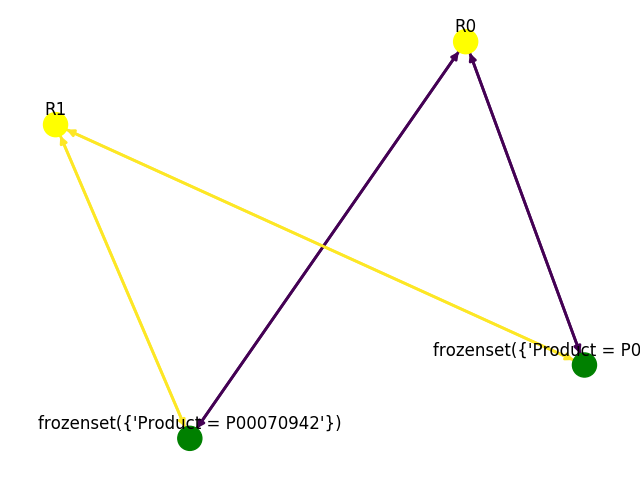 R0
R1
frozenset({'Product = P0
frozenset({'Product = P00070942'})